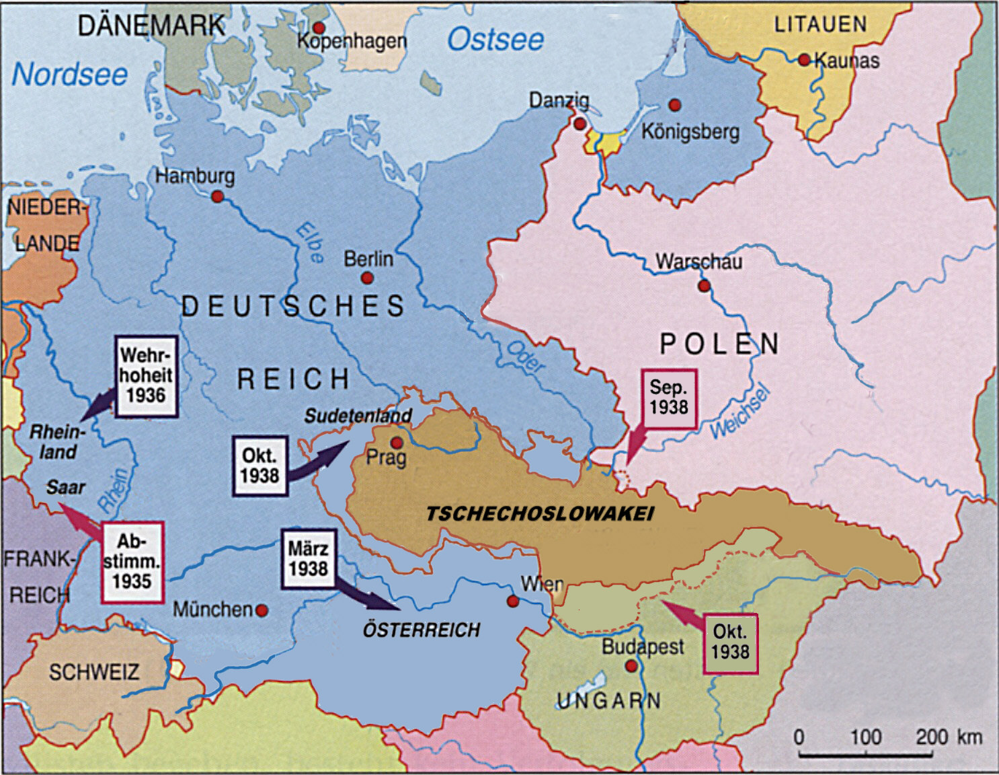 DÄNEMARK
Kopenhagen
Ostsee
LITAUEN
Nordsee
Kaunas
Danzig
Königsberg
Hamburg
NIEDER-
LANDE
Elbe
Berlin
Warschau
DEUTSCHES
REICH
POLEN
Oder
Wehr-
hoheit
1936
Sep.
1938
Weichsel
Sudetenland
Rhein-
land
Okt.
1938
Prag
Saar
Rhein
TSCHECHOSLOWAKEI
Ab-
stimm.
1935
März
1938
FRANK-
REICH
Wien
München
ÖSTERREICH
Okt.
1938
Budapest
SCHWEIZ
UNGARN
0 100 200 km